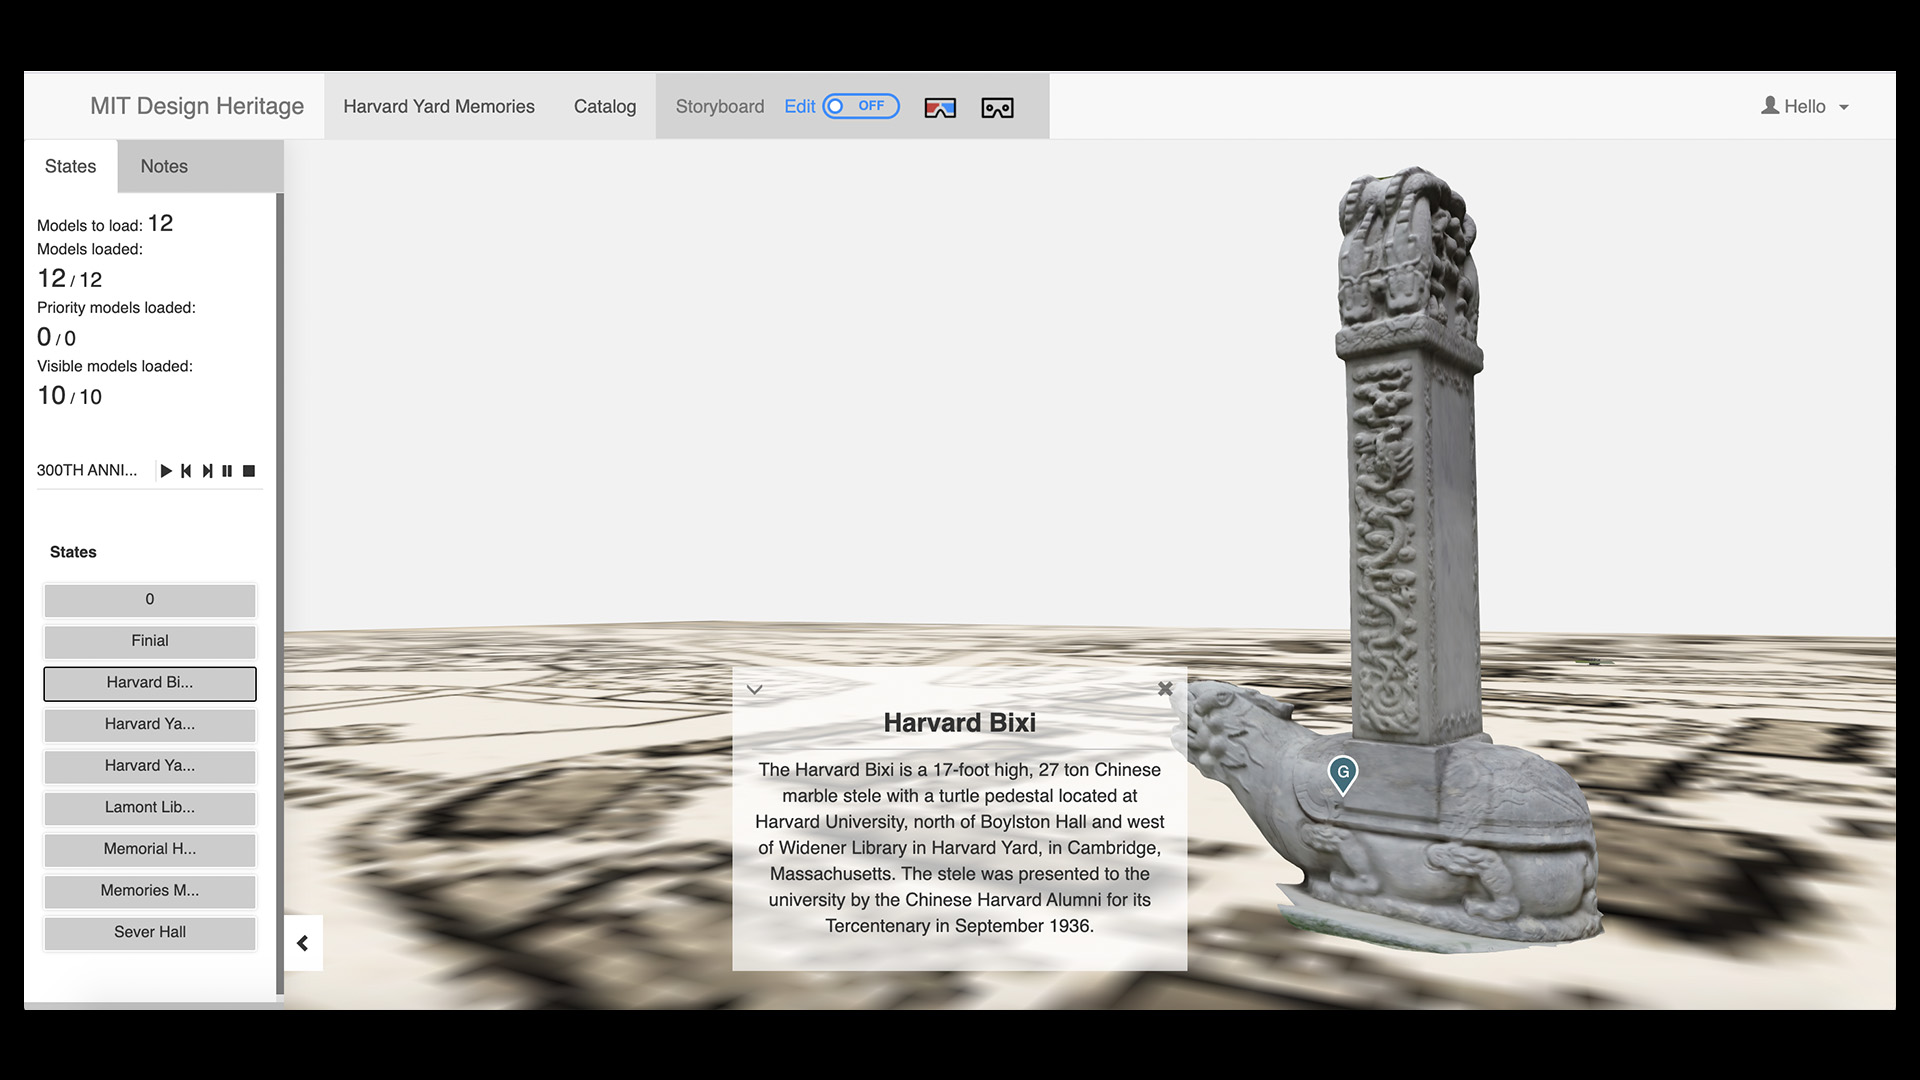 MIT Design Heritage
Harvard Yard Memories
Catalog
Storyboard
Edit
OFF
Hello
States
Notes
Models to load: 12
Models loaded:
12 / 12
Priority models loaded:
0 / 0
Visible models loaded:
10 / 10
300TH ANNI...
States
0
Finial
Harvard Bi...
Harvard Ya...
Harvard Ya...
Lamont Lib...
Memorial H...
Memories M...
Sever Hall
Harvard Bixi
The Harvard Bixi is a 17-foot high, 27 ton Chinese
marble stele with a turtle pedestal located at
Harvard University, north of Boylston Hall and west
of Widener Library in Harvard Yard, in Cambridge,
Massachusetts. The stele was presented to the
university by the Chinese Harvard Alumni for its
Tercentenary in September 1936.
G